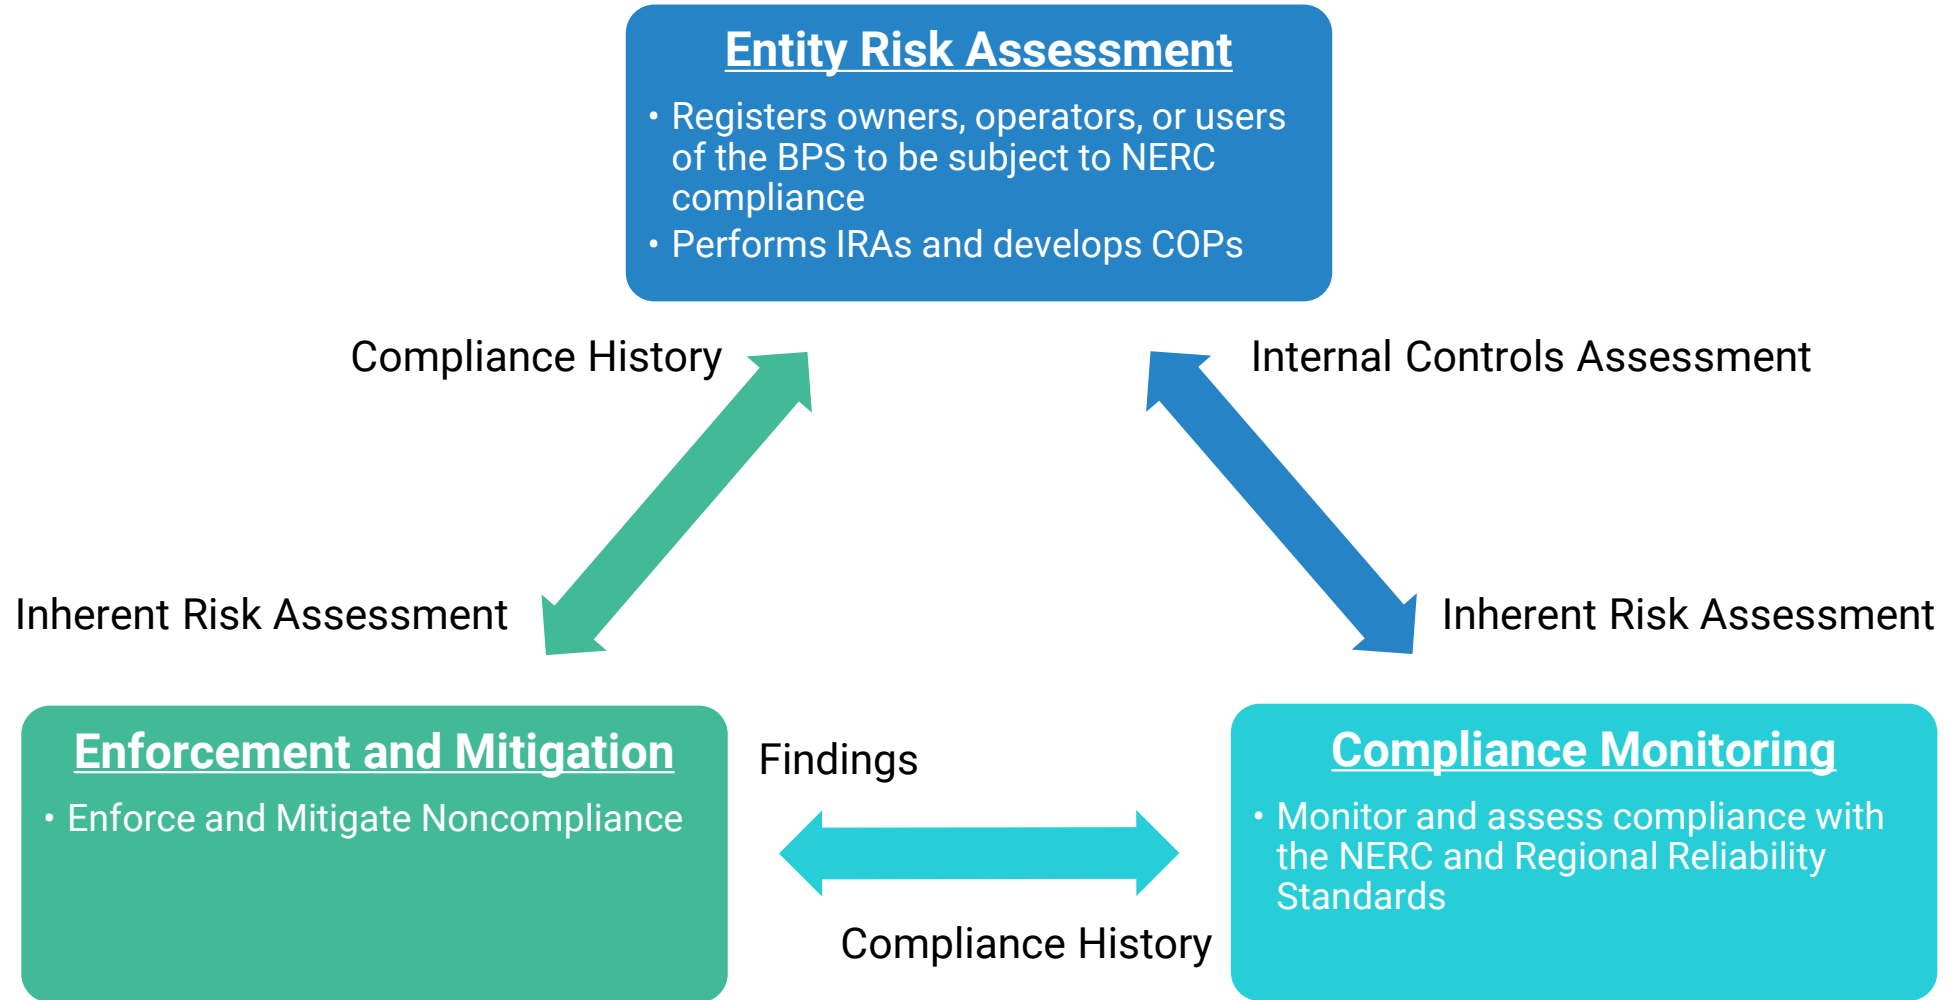 Entity Risk Assessment
• Registers owners, operators, or users
of the BPS to be subject to NERC
compliance
• Performs IRAs and develops COPs
Compliance History
Internal Controls Assessment
Inherent Risk Assessment
Inherent Risk Assessment
Enforcement and Mitigation
• Enforce and Mitigate Noncompliance
Findings
Compliance History
Compliance Monitoring
• Monitor and assess compliance with
the NERC and Regional Reliability
Standards